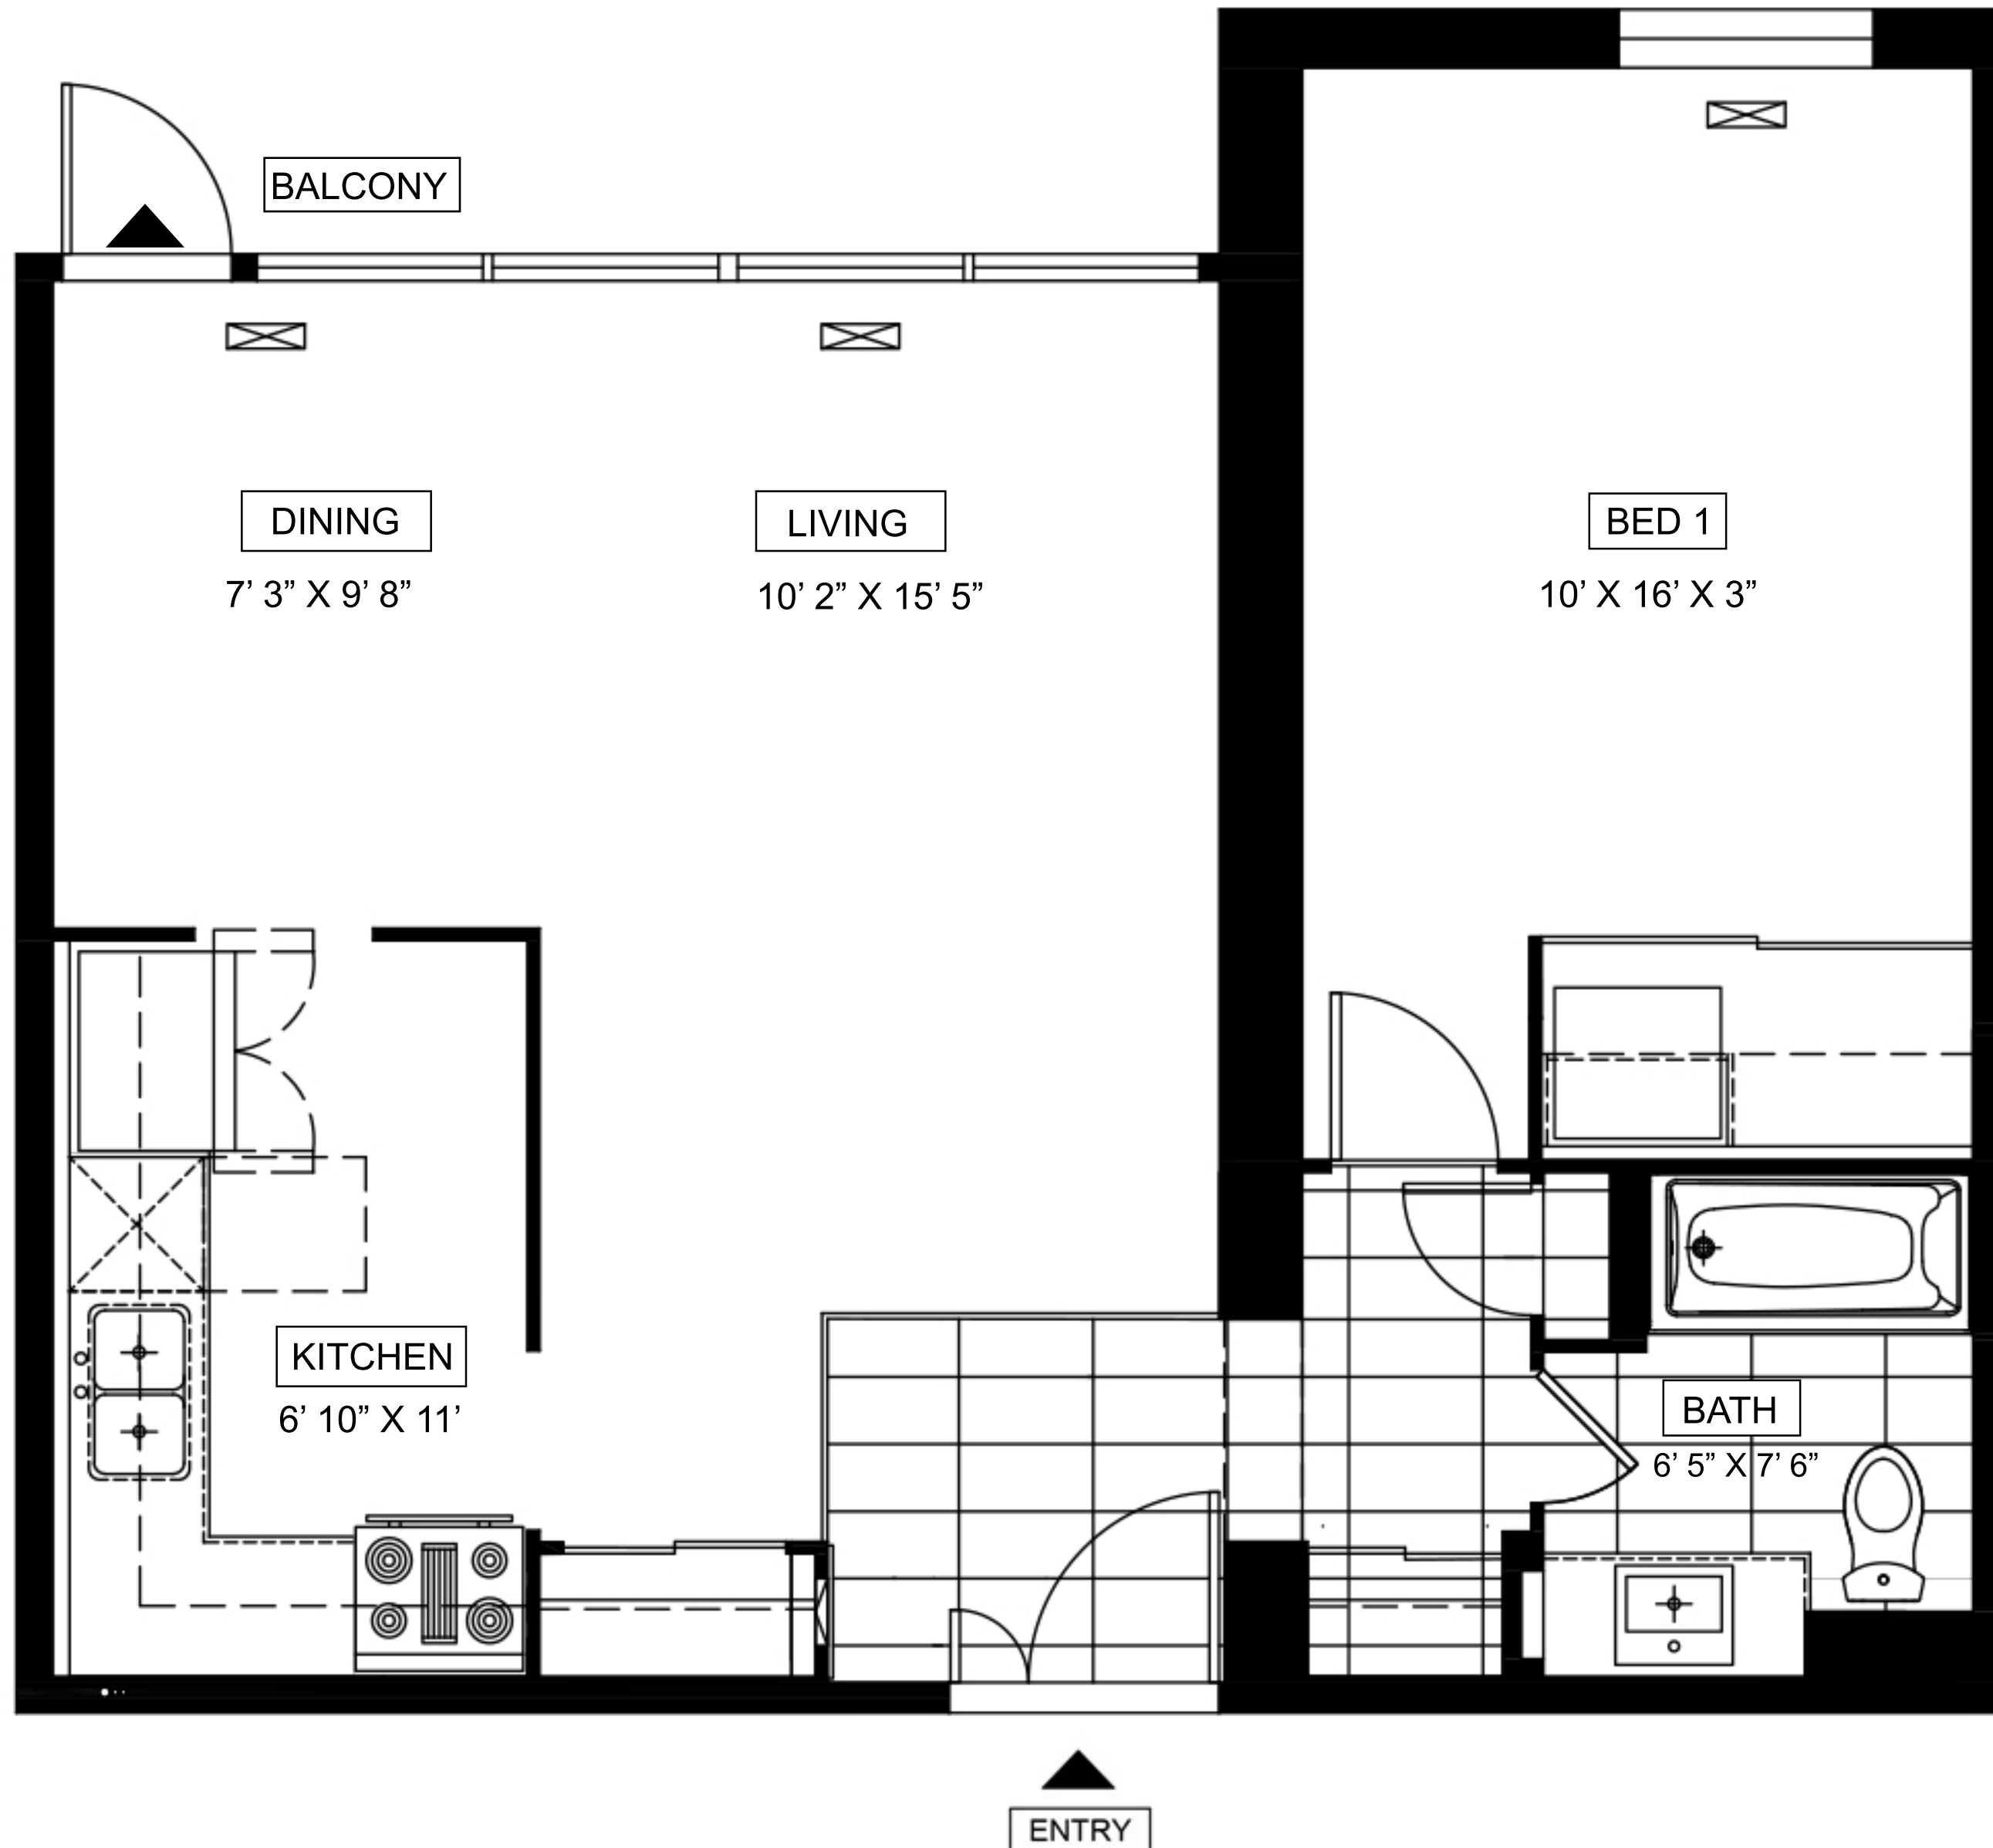 BALCONY
DINING
7’ 3” X 9’ 8”
LIVING
10’ 2” X 15’ 5”
BED 1
10’ X 16’ X 3”
KITCHEN
6’ 10” X 11’
BATH
6’ 5” X 7’ 6”
ENTRY